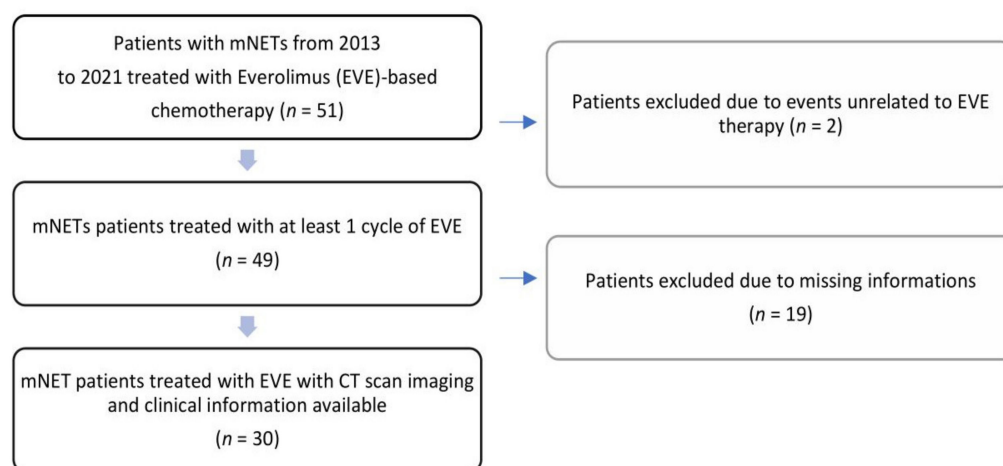 Patients with mNETs from 2013
to 2021 treated with Everolimus (EVE)-based
chemotherapy (n = 51)
Patients excluded due to events unrelated to EVE
therapy (n = 2)
mNETs patients treated with at least 1 cycle of EVE
(n = 49)
Patients excluded due to missing informations
(n = 19)
mNET patients treated with EVE with CT scan imaging
and clinical information available
(n = 30)